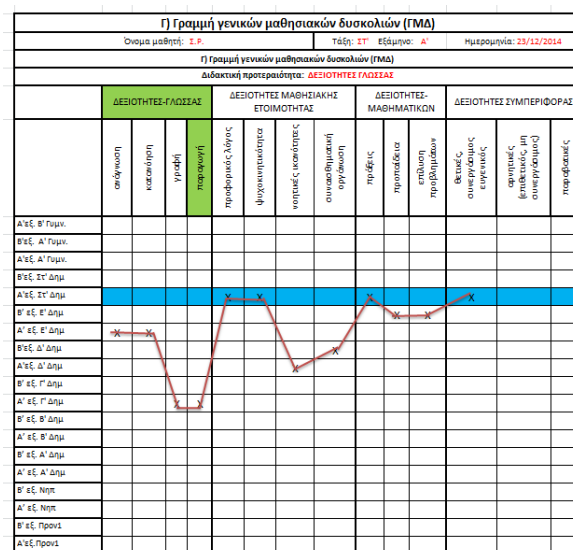 Γ) Γραμμή γενικών μαθησιακών δυσκολιών (ΓΜΔ)
Όνομα μαθητή: Σ.Ρ. Τάξη: ΣΤ' Εξάμηνο: Α' Ημερομηνία: 23/12/2014
Γ) Γραμμή γενικών μαθησιακών δυσκολιών (ΓΜΔ)
Διδακτική προτεραιότητα: ΔΕΞΙΟΤΗΤΕΣ ΓΛΩΣΣΑΣ
ΔΕΞΙΟΤΗΤΕΣ-ΓΛΩΣΣΑΣ
ΔΕΞΙΟΤΗΤΕΣ ΜΑΘΗΣΙΑΚΗΣ
ΕΤΟΙΜΟΤΗΤΑΣ
ΔΕΞΙΟΤΗΤΕΣ-
ΜΑΘΗΜΑΤΙΚΩΝ
ΔΕΞΙΟΤΗΤΕΣ ΣΥΜΠΕΡΙΦΟΡΑΣ
ανάγνωση
κατανόηση
γραφή
παραγωγή
προφορικός λόγος
ψυχοκινητικότητα
νοητικές ικανότητες
συναισθηματική
οργάνωση
πράξεις
προπαίδεια
επίλυση
προβλημάτων
θετικές,
συνεργάσιμος
ευγενικός
αρνητικές
(επιθετικός, μη
συνεργάσιμος)
παραβατικές
Α'εξ. Β' Γυμν.
Β'εξ. Α' Γυμν.
Α'εξ. Α' Γυμν.
Β'εξ. Στ' Δημ
Α'εξ. Στ' Δημ
Β' εξ. Ε' Δημ
Α' εξ. Ε' Δημ
Β'εξ. Δ' Δημ
Α'εξ. Δ' Δημ
Β' εξ. Γ' Δημ
Α' εξ. Γ' Δημ
Β' εξ. Β' Δημ
Α' εξ. Β' Δημ
Β' εξ. Α' Δημ
Α' εξ. Α' Δημ
Β' εξ. Νηπ
Α' εξ. Νηπ
Β' εξ. Προν1
Α'εξ.Προν1